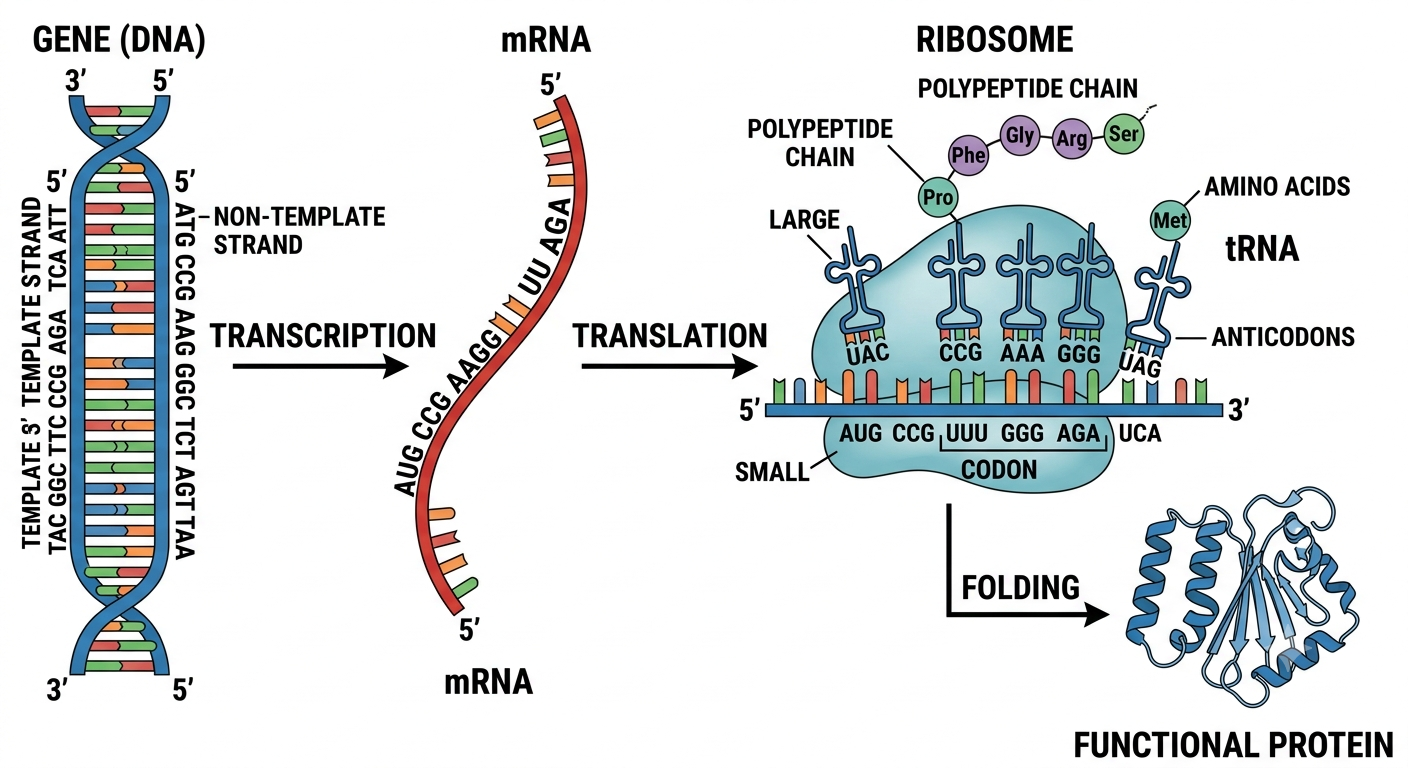 GENE (DNA)
3’ 5’
5’ 5’
TEMPLATE 3’ TEMPLATE STRAND
TAC GGC TTC CCG AGA TCA ATT
ATG CCG AAG GGC TCT AGT TAA
NON-TEMPLATE
STRAND
3’ 5’
TRANSCRIPTION
mRNA
5’
AUG CCG AAGG UU AGA
5’
mRNA
TRANSLATION
RIBOSOME
POLYPEPTIDE CHAIN
POLYPEPTIDE
CHAIN
Pro
Phe
Gly
Arg
Ser
LARGE
Met
AMINO ACIDS
tRNA
ANTICODONS
UAC CCG AAA GGG UAG
5’ 3’
AUG CCG UUU GGG AGA UCA
CODON
SMALL
FOLDING
FUNCTIONAL PROTEIN